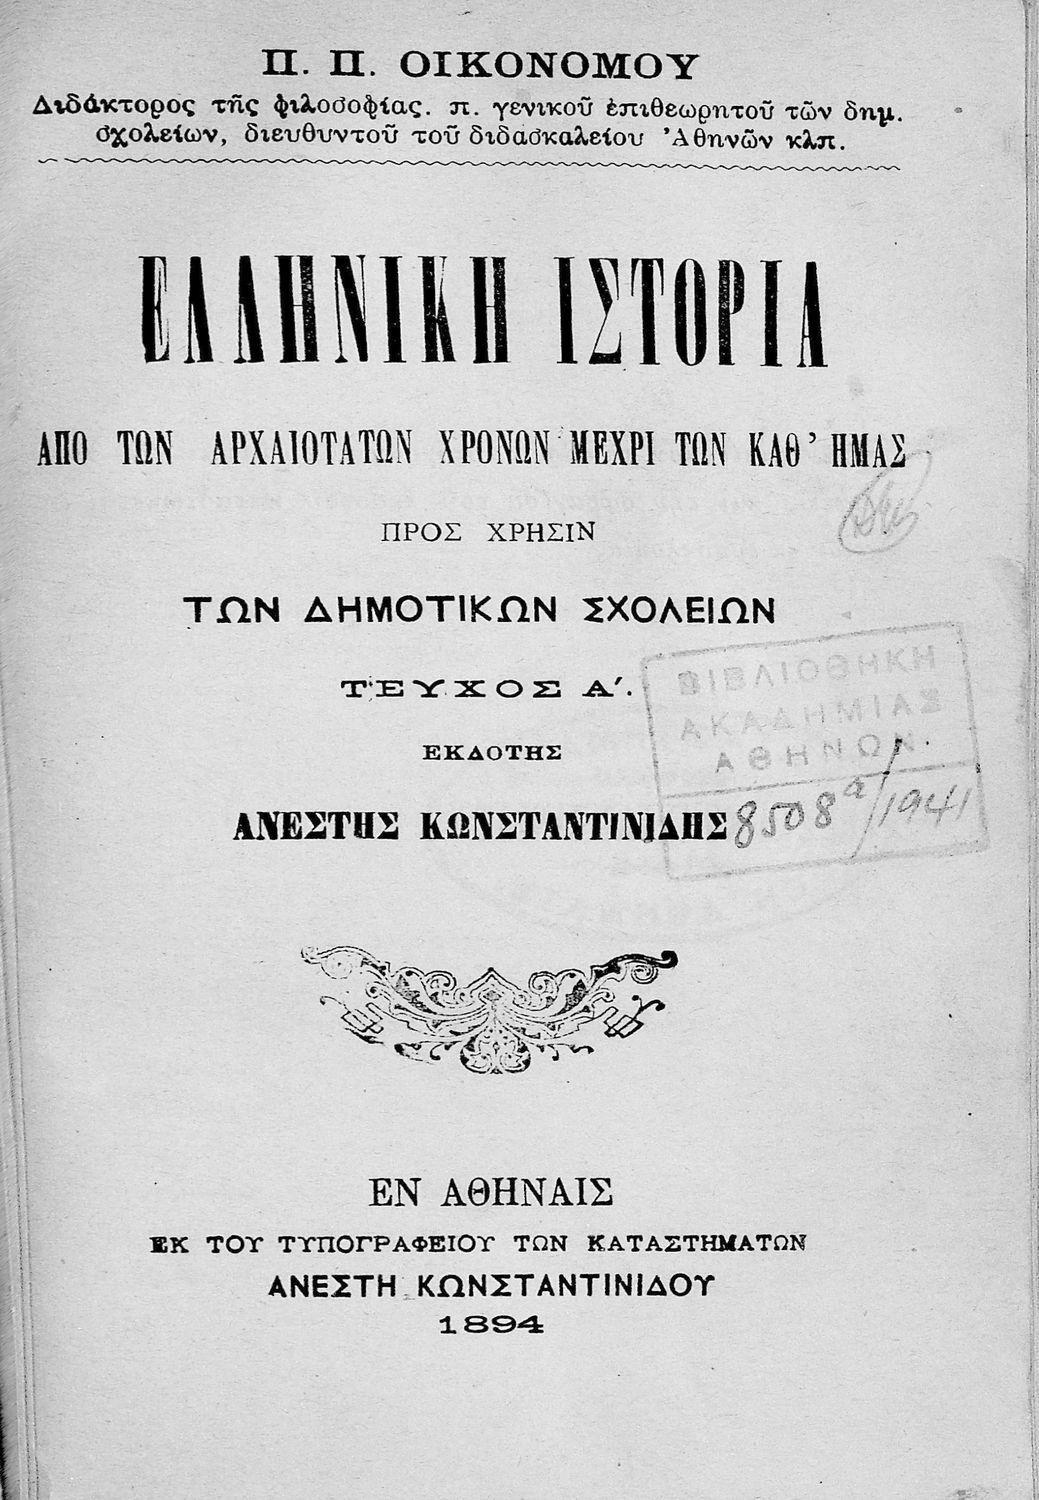 Π. Π. ΟΙΚΟΝΟΜΟΥ
Διδάκτορος τῆς φιλοσοφίας. π. γενικοῦ ἐπιθεωρητοῦ τῶν δημ.
σχολείων, διευθυντοῦ τοῦ διδασκαλείου Ἀθηνῶν κλπ.
ΕΛΛΗΝΙΚΗ ΙΣΤΟΡΙΑ
ΑΠΟ ΤΩΝ ΑΡΧΑΙΟΤΑΤΩΝ ΧΡΟΝΩΝ ΜΕΧΡΙ ΤΩΝ ΚΑΘ' ΗΜΑΣ
ΠΡΟΣ ΧΡΗΣΙΝ
ΤΩΝ ΔΗΜΟΤΙΚΩΝ ΣΧΟΛΕΙΩΝ
ΤΕΥΧΟΣ Α'.
ΒΙΒΛΙΟΘΗΚΗ
ΑΚΑΔΗΜΙΑΣ
ΑΘΗΝΩΝ
ΕΚΔΟΤΗΣ
ΑΝΕΣΤΗΣ ΚΩΝΣΤΑΝΤΙΝΙΔΗΣ
8508α/1941
ΕΝ ΑΘΗΝΑΙΣ
ΕΚ ΤΟΥ ΤΥΠΟΓΡΑΦΕΙΟΥ ΤΩΝ ΚΑΤΑΣΤΗΜΑΤΩΝ
ΑΝΕΣΤΗ ΚΩΝΣΤΑΝΤΙΝΙΔΟΥ
1894